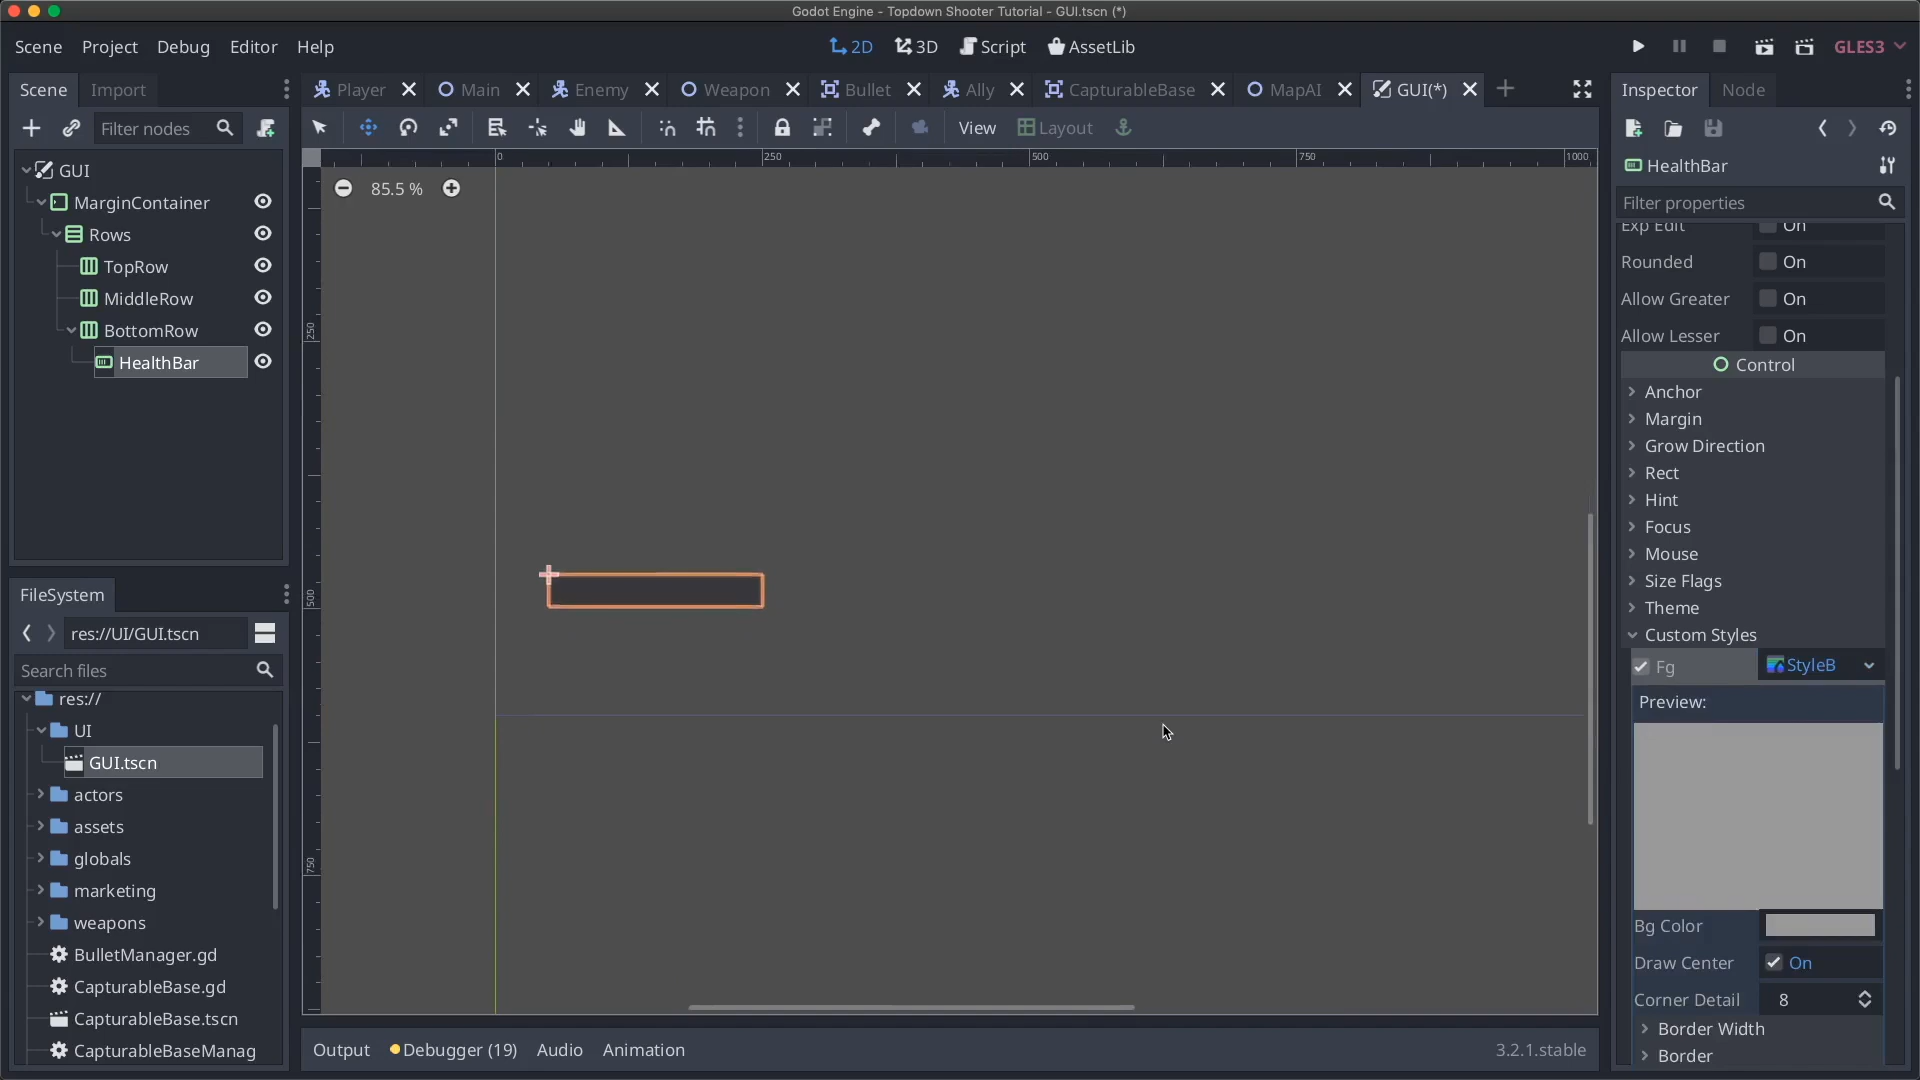 Godot Engine - Topdown Shooter Tutorial - GUI.tscn (*)
Scene Project Debug Editor Help
2D 3D Script AssetLib
GLES3
Scene Import
Player Main Enemy Weapon Bullet Ally CapturableBase MapAI GUI(*)
Inspector Node
Filter nodes
View Layout
HealthBar
Filter properties
GUI
MarginContainer
Rows
TopRow
MiddleRow
BottomRow
HealthBar
0 250 500 750 1000
85.5 %
250
500
750
Exp Edit On
Rounded On
Allow Greater On
Allow Lesser On
Control
Anchor
Margin
Grow Direction
Rect
Hint
Focus
Mouse
Size Flags
Theme
Custom Styles
Fg StyleB
Preview:
Bg Color
Draw Center On
Corner Detail 8
Border Width
Border
FileSystem
res://UI/GUI.tscn
Search files
res://
UI
GUI.tscn
actors
assets
globals
marketing
weapons
BulletManager.gd
CapturableBase.gd
CapturableBase.tscn
CapturableBaseManag
Output Debugger (19) Audio Animation
3.2.1.stable